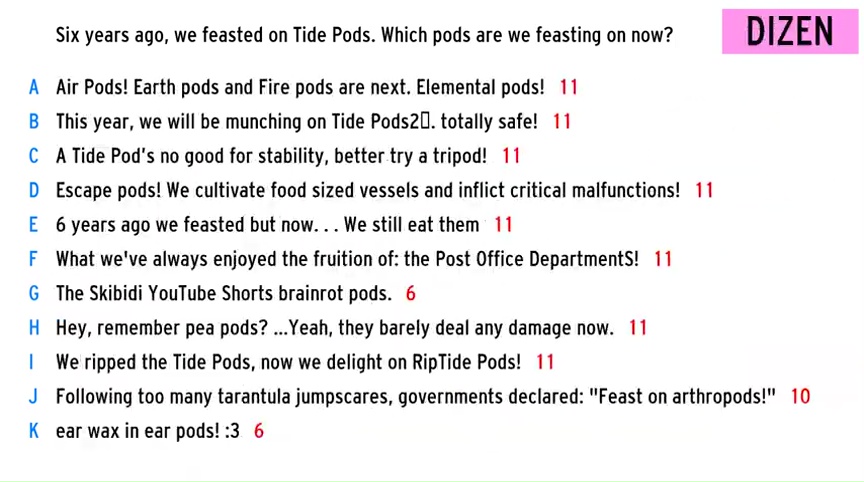 Six years ago, we feasted on Tide Pods. Which pods are we feasting on now?
DIZEN
A Air Pods! Earth pods and Fire pods are next. Elemental pods! 11
B This year, we will be munching on Tide Pods2▯. totally safe! 11
C A Tide Pod's no good for stability, better try a tripod! 11
D Escape pods! We cultivate food sized vessels and inflict critical malfunctions! 11
E 6 years ago we feasted but now. . . We still eat them 11
F What we've always enjoyed the fruition of: the Post Office DepartmentS! 11
G The Skibidi YouTube Shorts brainrot pods. 6
H Hey, remember pea pods? ...Yeah, they barely deal any damage now. 11
I We ripped the Tide Pods, now we delight on RipTide Pods! 11
J Following too many tarantula jumpscares, governments declared: "Feast on arthropods!" 10
K ear wax in ear pods! :3 6